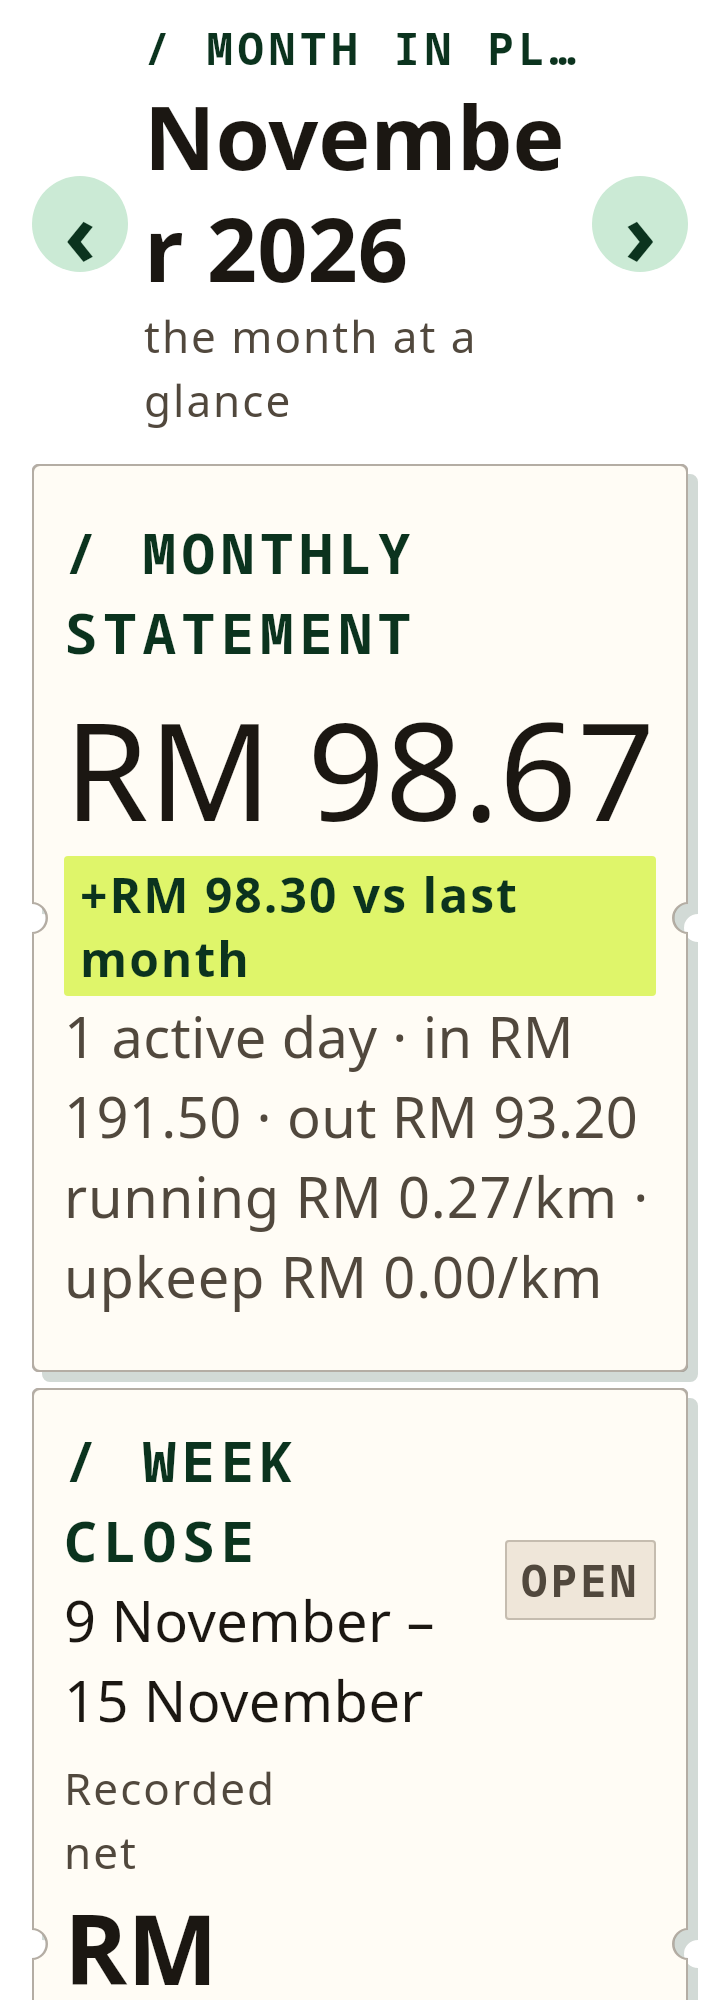 / MONTH IN PL…
Novembe
r 2026
the month at a
glance
‹
›
/ MONTHLY
STATEMENT
RM 98.67
+RM 98.30 vs last
month
1 active day · in RM
191.50 · out RM 93.20
running RM 0.27/km ·
upkeep RM 0.00/km
/ WEEK
CLOSE
OPEN
9 November –
15 November
Recorded
net
RM